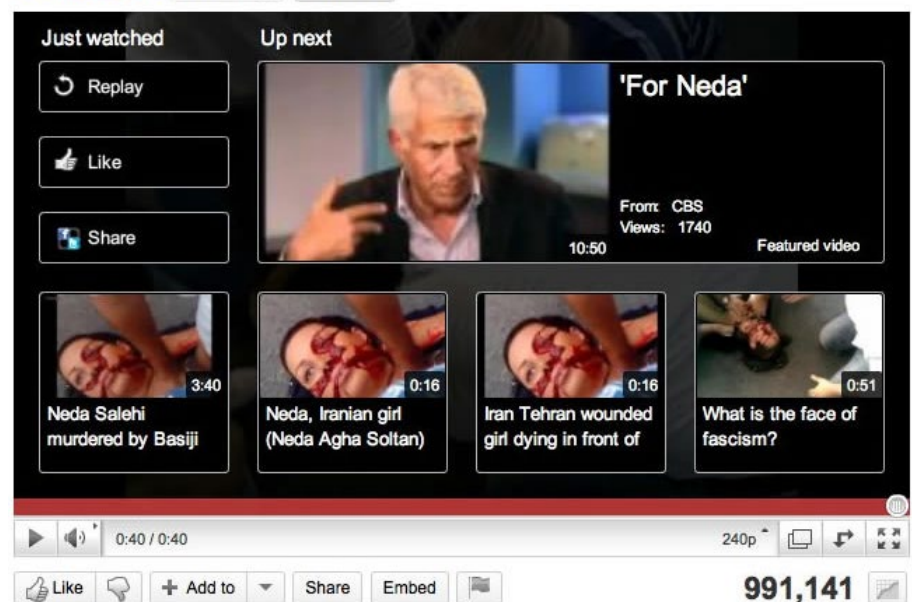 Just watched
Up next
Replay
Like
Share
'For Neda'
From: CBS
Views: 1740
10:50
Featured video
3:40
0:16
0:16
0:51
Neda Salehi
murdered by Basiji
Neda, Iranian girl
(Neda Agha Soltan)
Iran Tehran wounded
girl dying in front of
What is the face of
fascism?
0:40 / 0:40
240p
Like
+ Add to
Share
Embed
991,141